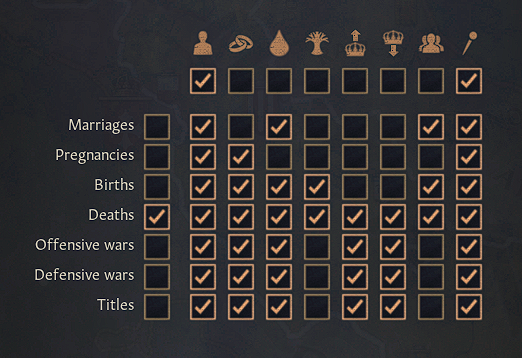 Marriages
Pregnancies
Births
Deaths
Offensive wars
Defensive wars
Titles